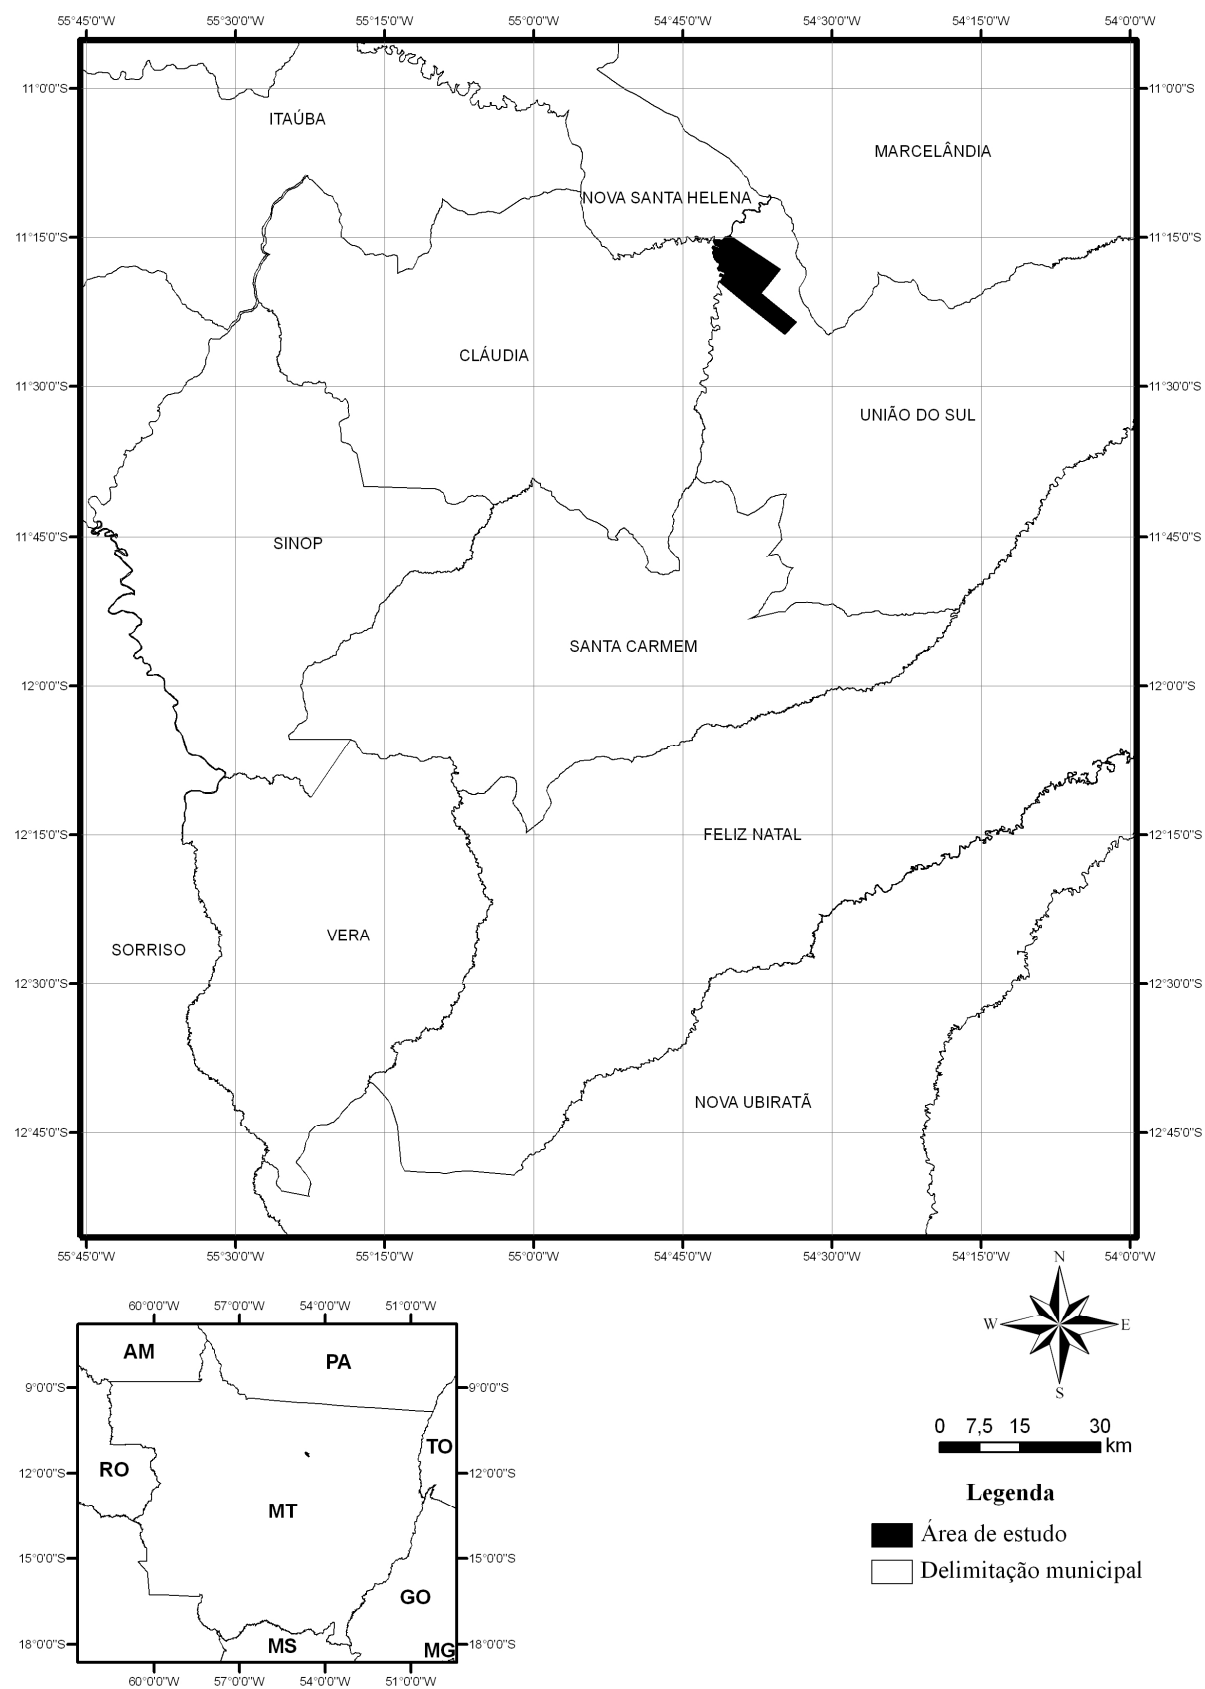 55°45'0"W 55°30'0"W 55°15'0"W 55°0'0"W 54°45'0"W 54°30'0"W 54°15'0"W 54°0'0"W
11°0'0"S 11°0'0"S
ITAÚBA
MARCELÂNDIA
NOVA SANTA HELENA
11°15'0"S 11°15'0"S
CLÁUDIA
11°30'0"S 11°30'0"S
UNIÃO DO SUL
11°45'0"S 11°45'0"S
SINOP
SANTA CARMEM
12°0'0"S 12°0'0"S
12°15'0"S 12°15'0"S
FELIZ NATAL
VERA
SORRISO
12°30'0"S 12°30'0"S
NOVA UBIRATÃ
12°45'0"S 12°45'0"S
55°45'0"W 55°30'0"W 55°15'0"W 55°0'0"W 54°45'0"W 54°30'0"W 54°15'0"W 54°0'0"W
N
W E
S
60°0'0"W 57°0'0"W 54°0'0"W 51°0'0"W
AM
PA
9°0'0"S 9°0'0"S
TO
RO
12°0'0"S 12°0'0"S
MT
15°0'0"S 15°0'0"S
GO
MS
MG
18°0'0"S 18°0'0"S
60°0'0"W 57°0'0"W 54°0'0"W 51°0'0"W
0 7,5 15 30
km
Legenda
Área de estudo
Delimitação municipal